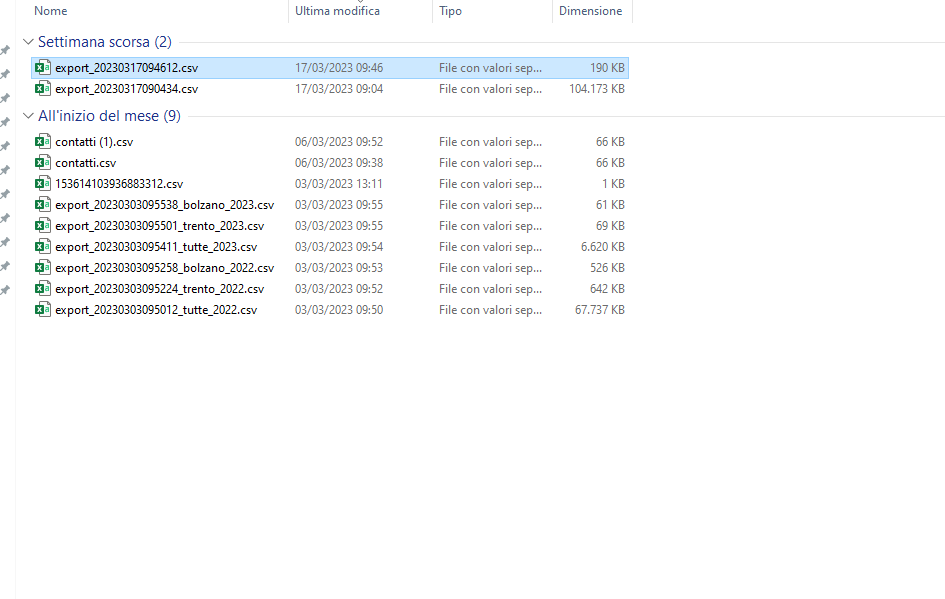 Nome Ultima modifica Tipo Dimensione
Settimana scorsa (2)
export_20230317094612.csv 17/03/2023 09:46 File con valori sep... 190 KB
export_20230317090434.csv 17/03/2023 09:04 File con valori sep... 104.173 KB
All'inizio del mese (9)
contatti (1).csv 06/03/2023 09:52 File con valori sep... 66 KB
contatti.csv 06/03/2023 09:38 File con valori sep... 66 KB
153614103936883312.csv 03/03/2023 13:11 File con valori sep... 1 KB
export_20230303095538_bolzano_2023.csv 03/03/2023 09:55 File con valori sep... 61 KB
export_20230303095501_trento_2023.csv 03/03/2023 09:55 File con valori sep... 69 KB
export_20230303095411_tutte_2023.csv 03/03/2023 09:54 File con valori sep... 6.620 KB
export_20230303095258_bolzano_2022.csv 03/03/2023 09:53 File con valori sep... 526 KB
export_20230303095224_trento_2022.csv 03/03/2023 09:52 File con valori sep... 642 KB
export_20230303095012_tutte_2022.csv 03/03/2023 09:50 File con valori sep... 67.737 KB